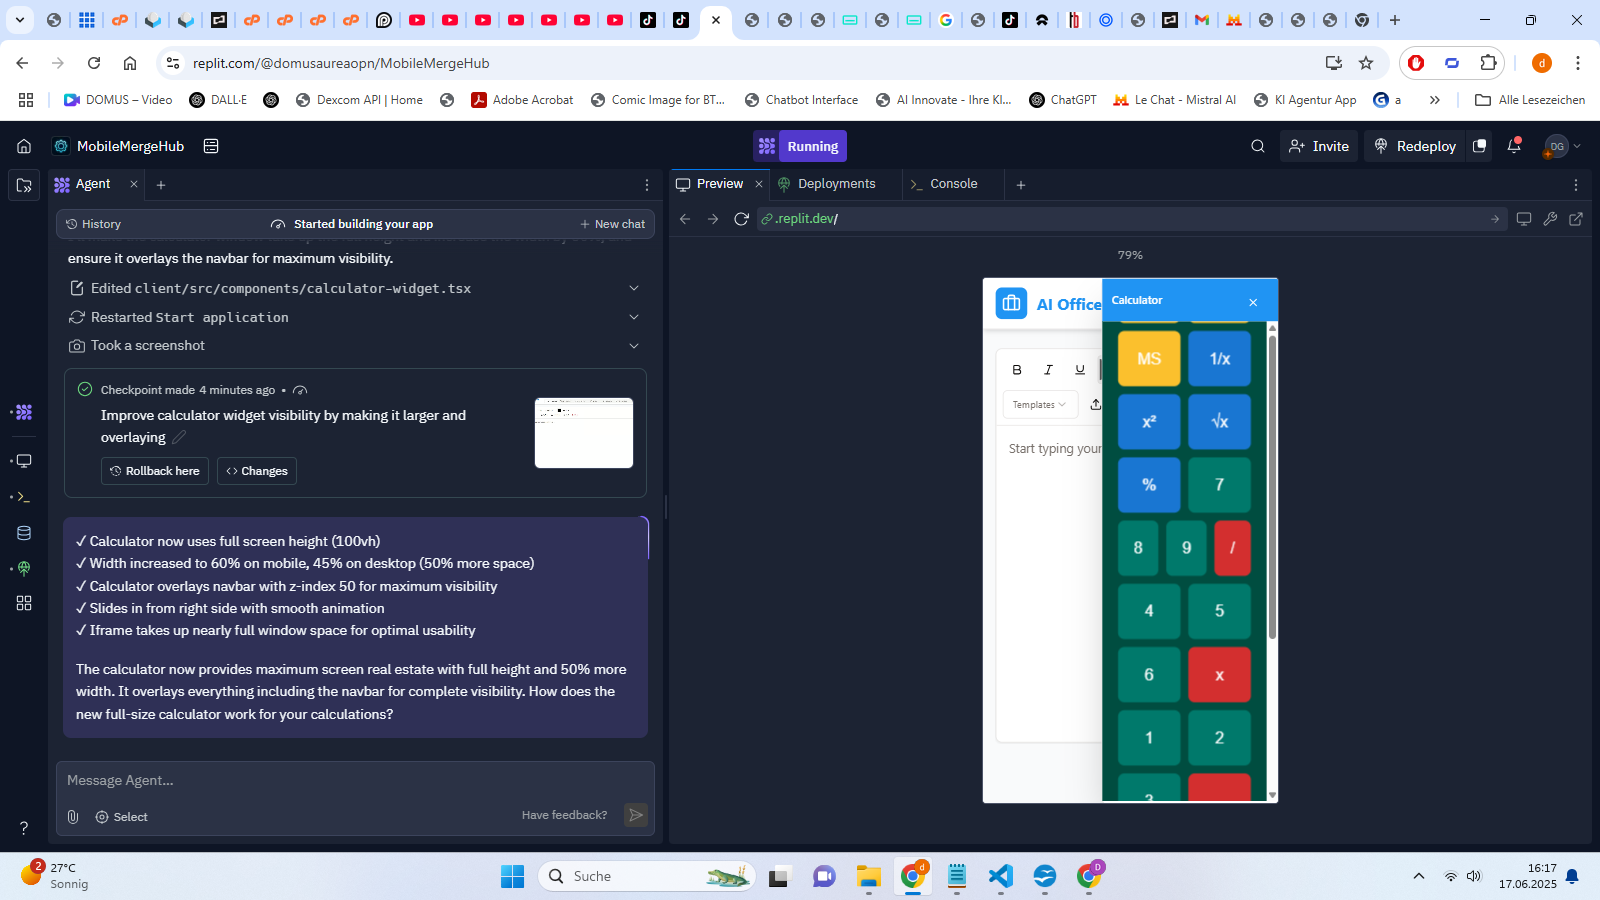 replit.com/@domusaureaopn/MobileMergeHub
d
DOMUS – Video
DALL·E
Dexcom API | Home
Adobe Acrobat
Comic Image for BT...
Chatbot Interface
AI Innovate - Ihre KI...
ChatGPT
Le Chat - Mistral AI
KI Agentur App
a
»
Alle Lesezeichen
MobileMergeHub
Running
Invite
Redeploy
DG
Agent
History
Started building your app
New chat
ensure it overlays the navbar for maximum visibility.
Edited client/src/components/calculator-widget.tsx
Restarted Start application
Took a screenshot
Checkpoint made 4 minutes ago •
Improve calculator widget visibility by making it larger and
overlaying
Rollback here
Changes
✓ Calculator now uses full screen height (100vh)
✓ Width increased to 60% on mobile, 45% on desktop (50% more space)
✓ Calculator overlays navbar with z-index 50 for maximum visibility
✓ Slides in from right side with smooth animation
✓ Iframe takes up nearly full window space for optimal usability
The calculator now provides maximum screen real estate with full height and 50% more
width. It overlays everything including the navbar for complete visibility. How does the
new full-size calculator work for your calculations?
Message Agent...
Select
Have feedback?
?
Preview
Deployments
Console
.replit.dev/
79%
AI Office
Calculator
B I U
Templates
Start typing your
MS 1/x
x² √x
% 7
8 9 /
4 5
6 x
1 2
3
2
27°C
Sonnig
Suche
d
D
16:17
17.06.2025